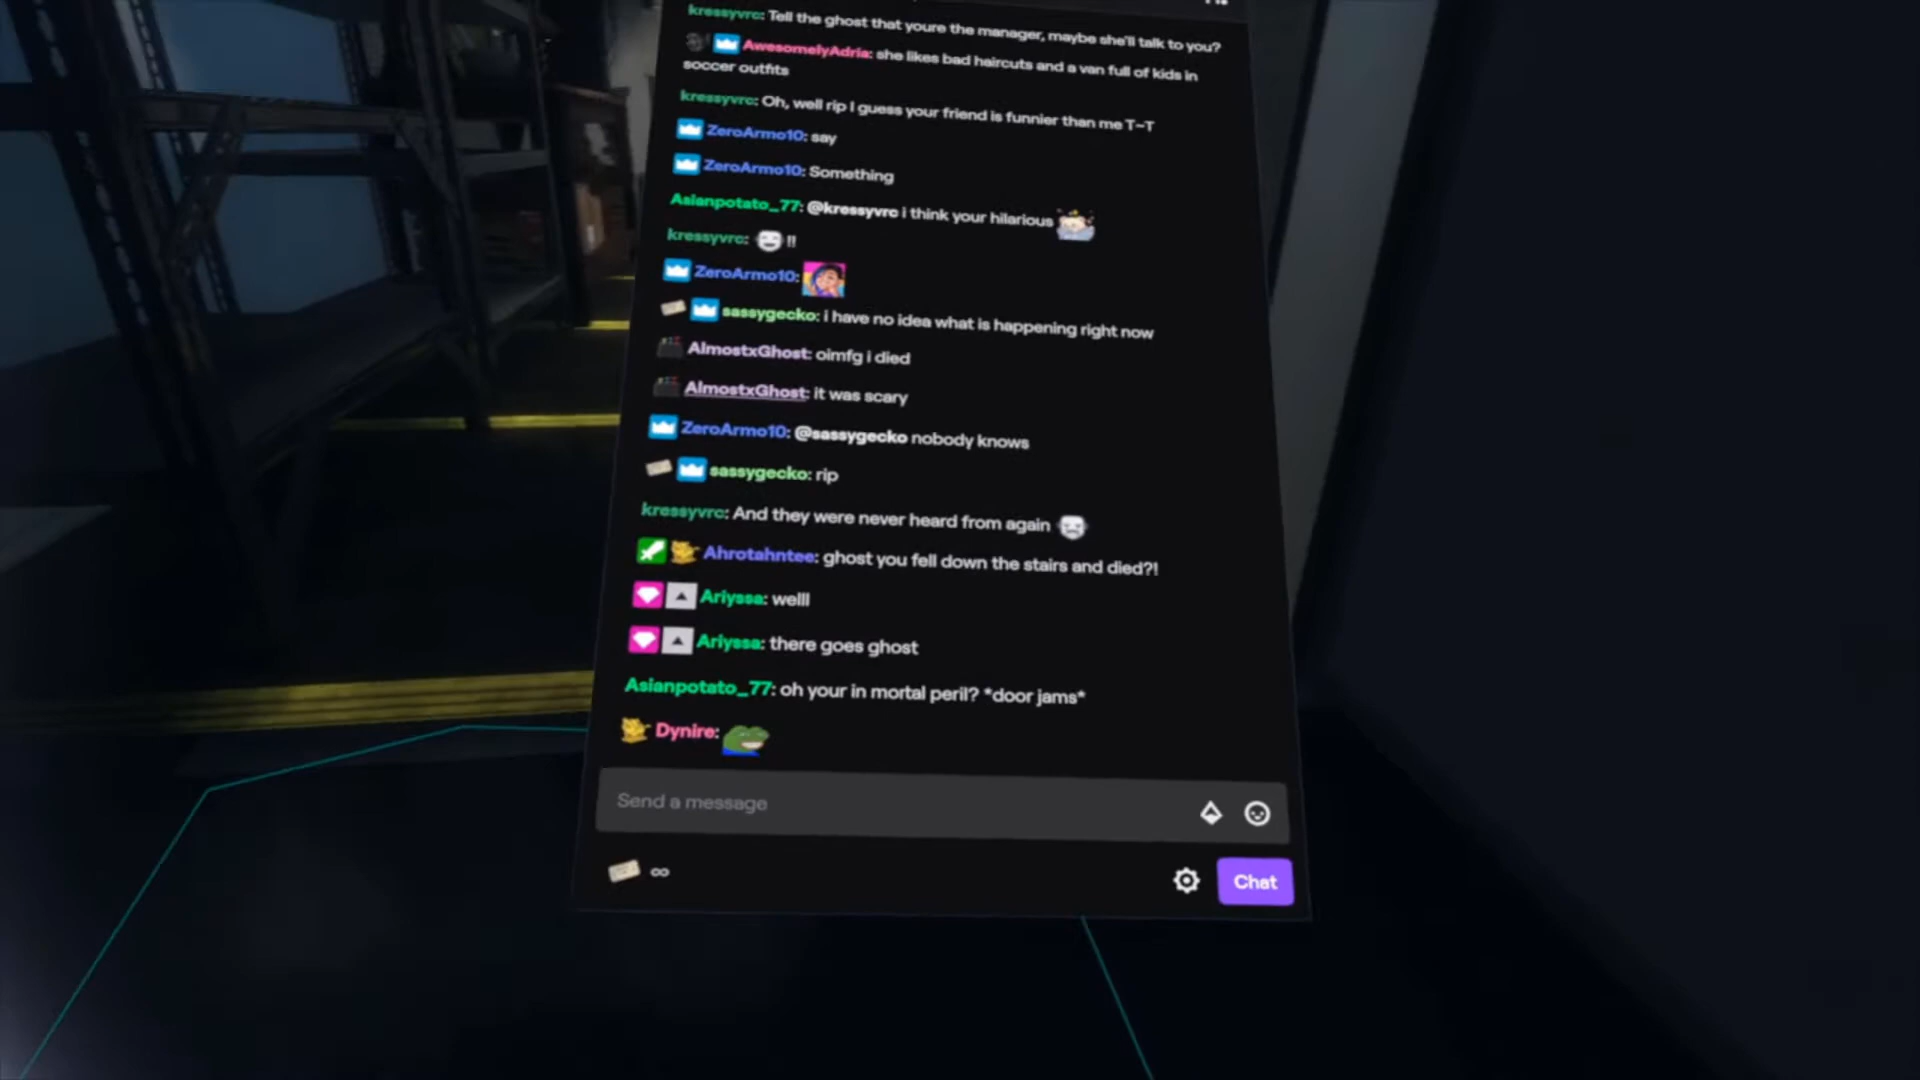 kressyvrc: Tell the ghost that youre the manager, maybe she'll talk to you?
AwesomelyAdria: she likes bad haircuts and a van full of kids in
soccer outfits
kressyvrc: Oh, well rip I guess your friend is funnier than me T~T
ZeroArmo10: say
ZeroArmo10: Something
Asianpotato_77: @kressyvrc i think your hilarious
kressyvrc: !!
ZeroArmo10:
sassygecko: i have no idea what is happening right now
AlmostxGhost: oimfg i died
AlmostxGhost: it was scary
ZeroArmo10: @sassygecko nobody knows
sassygecko: rip
kressyvrc: And they were never heard from again
Ahrotahntee: ghost you fell down the stairs and died?!
Ariyssa: welll
Ariyssa: there goes ghost
Asianpotato_77: oh your in mortal peril? *door jams*
Dynire:
Send a message
∞
Chat